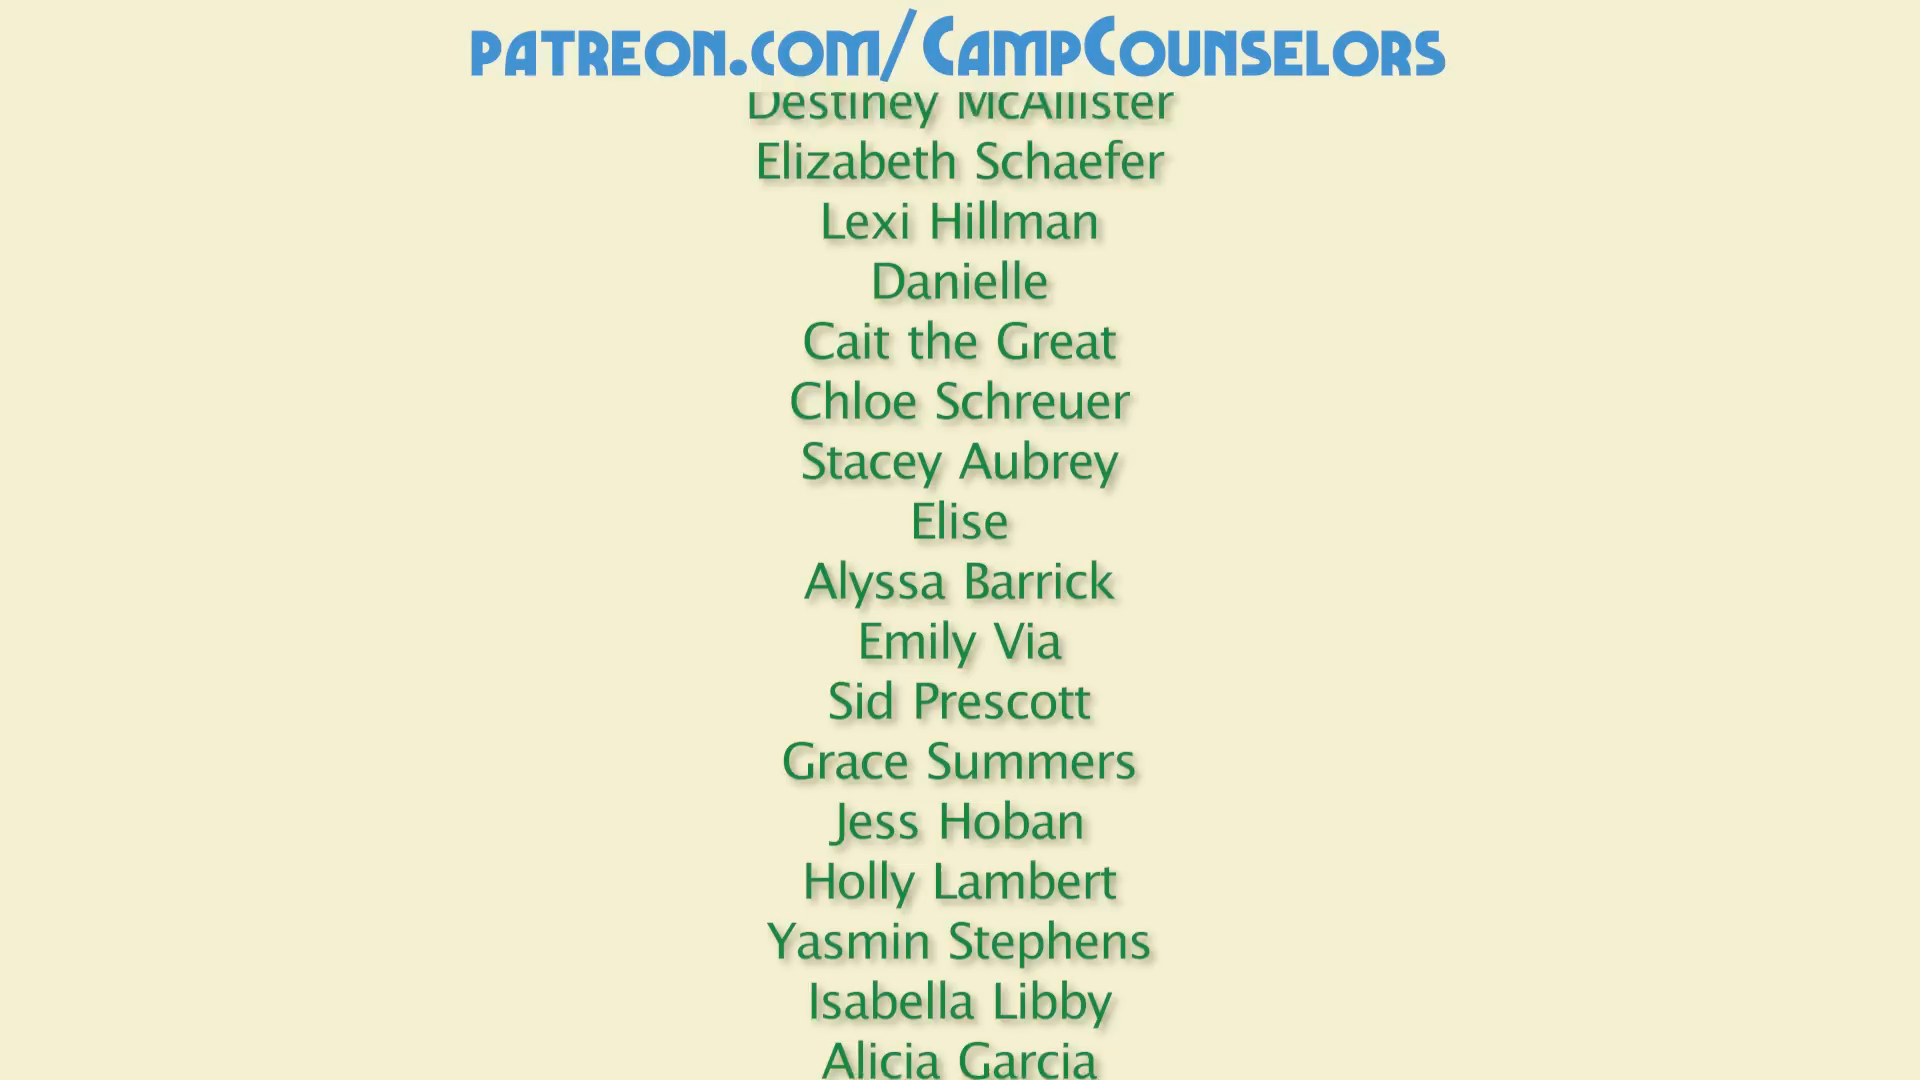 PATREON.COM/CAMPCOUNSELORS
Destiney McAllister
Elizabeth Schaefer
Lexi Hillman
Danielle
Cait the Great
Chloe Schreuer
Stacey Aubrey
Elise
Alyssa Barrick
Emily Via
Sid Prescott
Grace Summers
Jess Hoban
Holly Lambert
Yasmin Stephens
Isabella Libby
Alicia Garcia